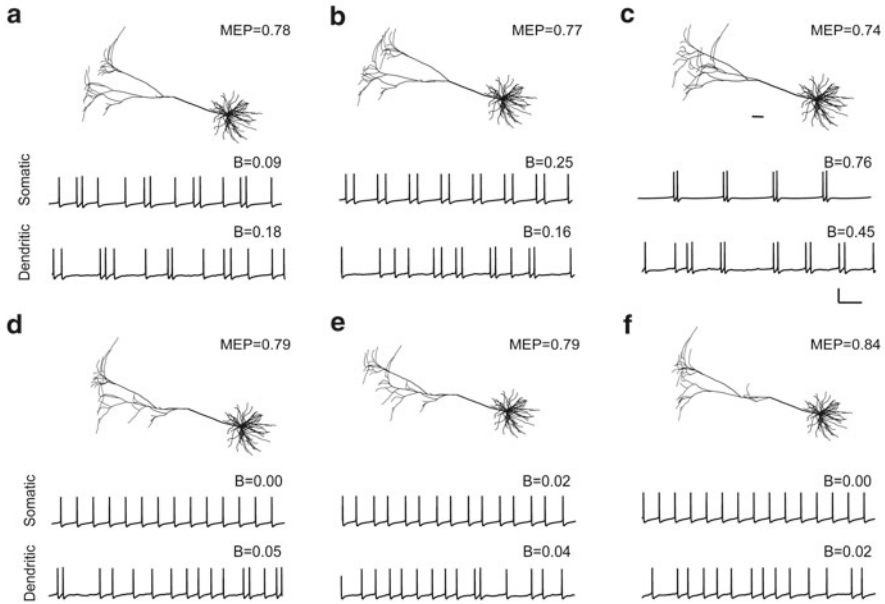 a
MEP=0.78
b
MEP=0.77
c
MEP=0.74
Somatic
B=0.09
B=0.25
B=0.76
Dendritic
B=0.18
B=0.16
B=0.45
d
MEP=0.79
e
MEP=0.79
f
MEP=0.84
Somatic
B=0.00
B=0.02
B=0.00
Dendritic
B=0.05
B=0.04
B=0.02